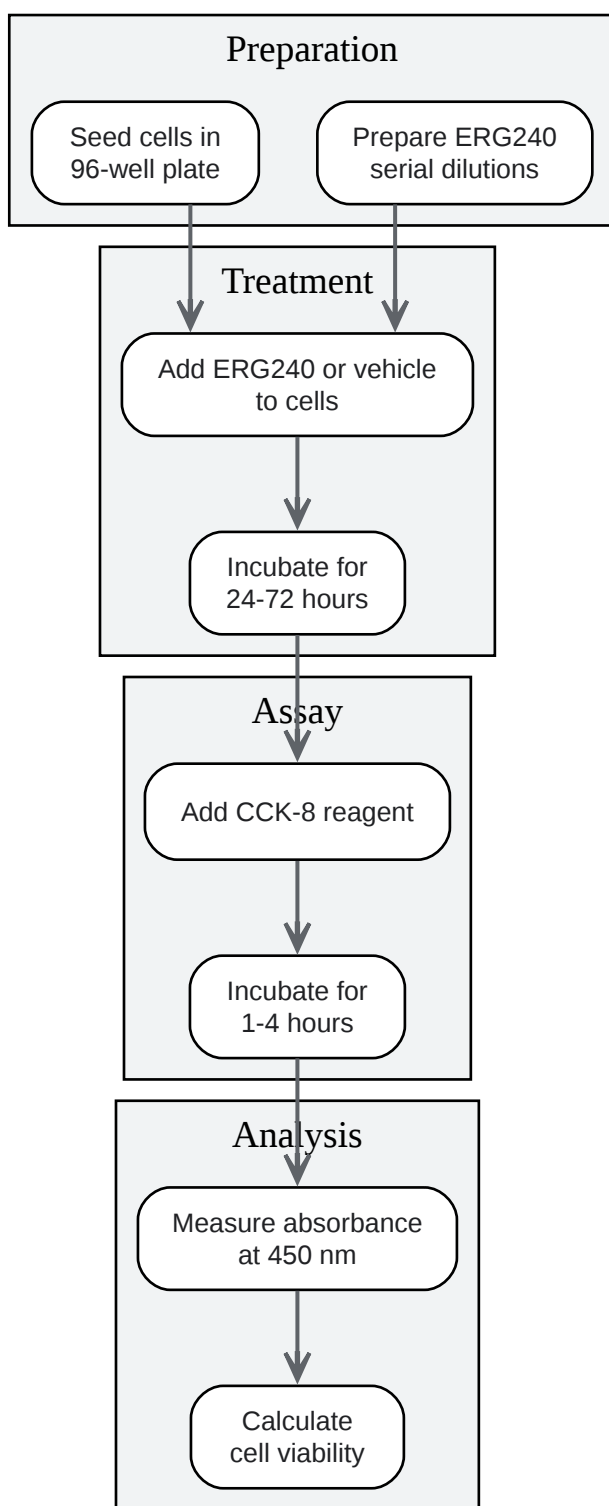 Preparation
Seed cells in
96-well plate
Prepare ERG240
serial dilutions
Treatment
Add ERG240 or vehicle
to cells
Incubate for
24-72 hours
Assay
Add CCK-8 reagent
Incubate for
1-4 hours
Analysis
Measure absorbance
at 450 nm
Calculate
cell viability